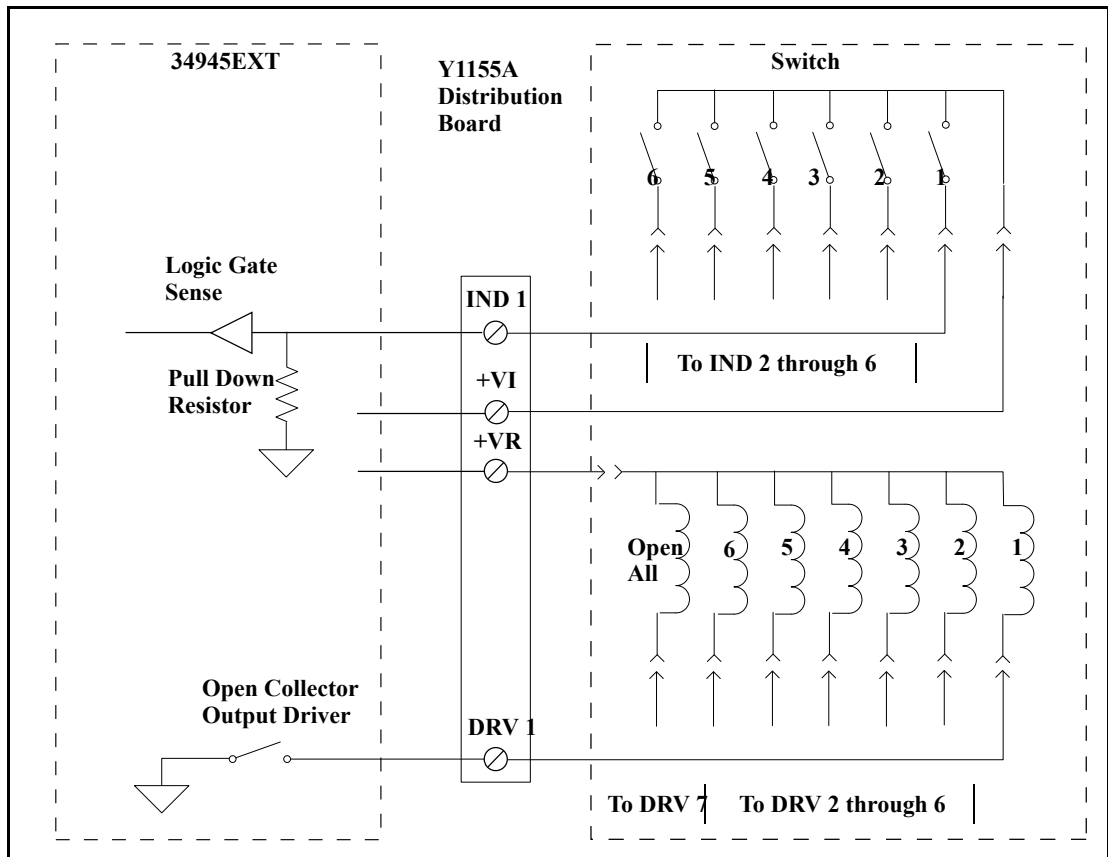 34945EXT
Y1155A
Distribution
Board
Switch
6 5 4 3 2 1
Logic Gate
Sense
IND 1
Pull Down
Resistor
To IND 2 through 6
+VI
+VR
Open
All
6 5 4 3 2 1
Open Collector
Output Driver
DRV 1
To DRV 7
To DRV 2 through 6